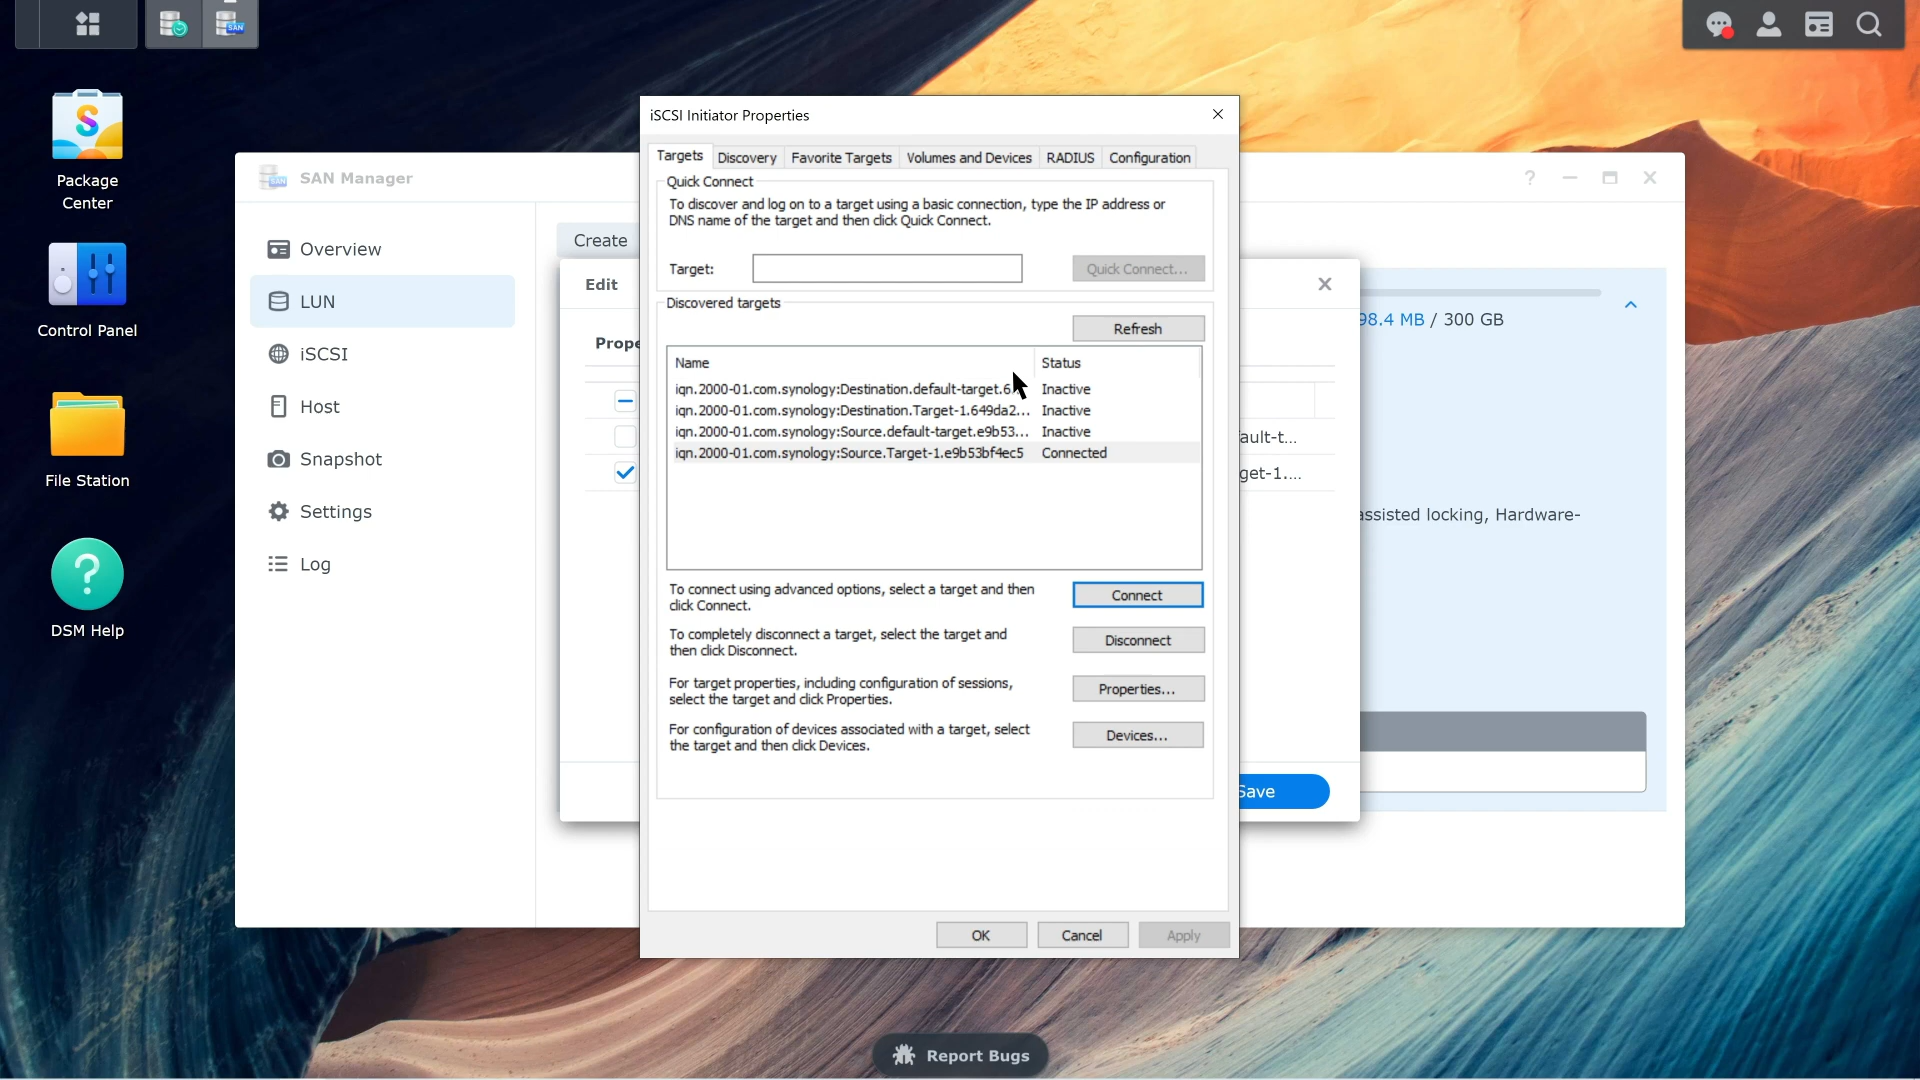 SAN
Package
Center
Control Panel
File Station
DSM Help
SAN Manager
Overview
LUN
iSCSI
Host
Snapshot
Settings
Log
Create
Edit
98.4 MB / 300 GB
ault-t...
get-1....
assisted locking, Hardware-
Save
iSCSI Initiator Properties
Targets Discovery Favorite Targets Volumes and Devices RADIUS Configuration
Quick Connect
To discover and log on to a target using a basic connection, type the IP address or
DNS name of the target and then click Quick Connect.
Target:
Quick Connect...
Discovered targets
Refresh
Name Status
iqn.2000-01.com.synology:Destination.default-target.6... Inactive
iqn.2000-01.com.synology:Destination.Target-1.649da2... Inactive
iqn.2000-01.com.synology:Source.default-target.e9b53... Inactive
iqn.2000-01.com.synology:Source.Target-1.e9b53bf4ec5 Connected
To connect using advanced options, select a target and then
click Connect.
Connect
To completely disconnect a target, select the target and
then click Disconnect.
Disconnect
For target properties, including configuration of sessions,
select the target and click Properties.
Properties...
For configuration of devices associated with a target, select
the target and then click Devices.
Devices...
OK Cancel Apply
Report Bugs